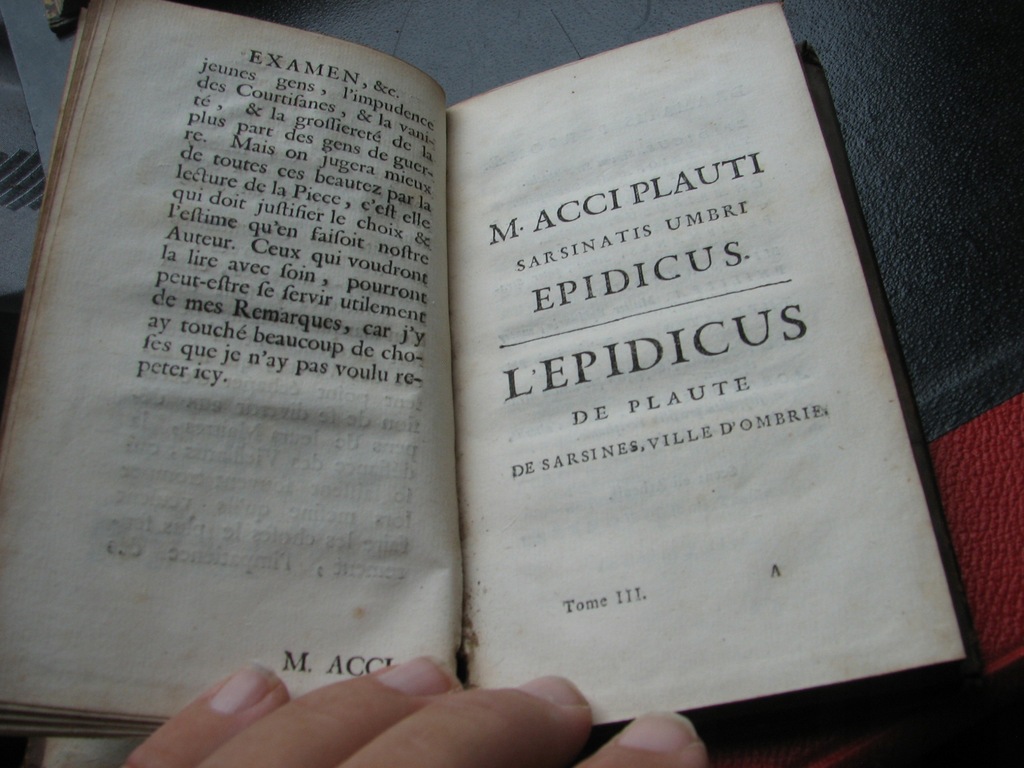 EXAMEN, &c.
jeunes gens, l'impudence
des Courtiſanes, & la vani-
té, & la groſſiereté de la
plus part des gens de guer-
re. Mais on jugera mieux
de toutes ces beautez par la
lecture de la Piece, c'eſt elle
qui doit juſtifier le choix &
l'eſtime qu'en faiſoit noſtre
Auteur. Ceux qui voudront
la lire avec ſoin, pourront
peut-eſtre ſe ſervir utilement
de mes Remarques, car j'y
ay touché beaucoup de cho-
ſes que je n'ay pas voulu re-
peter icy.
M. ACCI
M. ACCI PLAUTI
SARSINATIS UMBRI
EPIDICUS.
L'EPIDICUS
DE PLAUTE
DE SARSINES, VILLE D'OMBRIE.
Tome III.
A